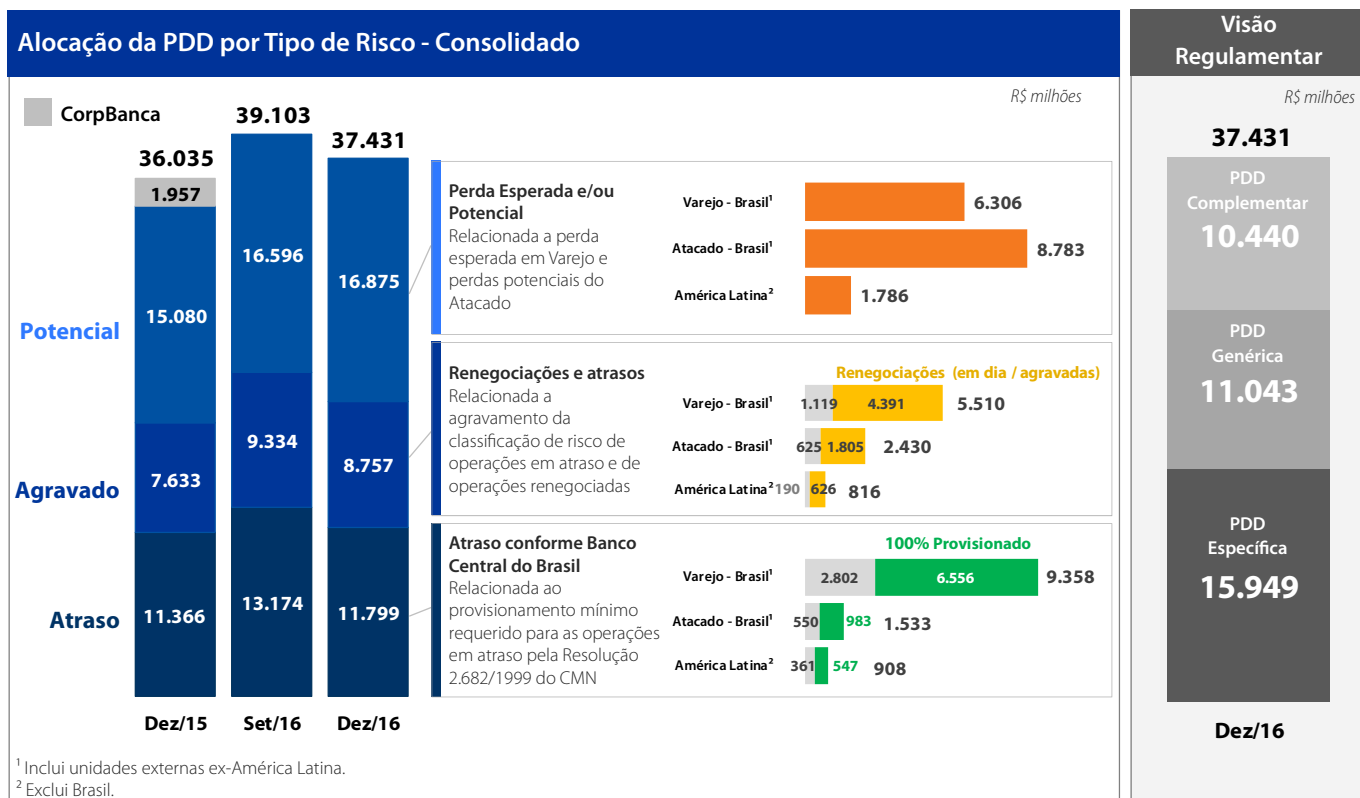 Alocação da PDD por Tipo de Risco - Consolidado
R$ milhões
CorpBanca
36.035
39.103
37.431
1.957
15.080
16.596
16.875
Potencial
7.633
9.334
8.757
Agravado
11.366
13.174
11.799
Atraso
Dez/15
Set/16
Dez/16
Perda Esperada e/ou
Potencial
Relacionada a perda
esperada em Varejo e
perdas potenciais do
Atacado
Varejo - Brasil¹
6.306
Atacado - Brasil¹
8.783
América Latina²
1.786
Renegociações e atrasos
Relacionada a
agravamento da
classificação de risco de
operações em atraso e de
operações renegociadas
Renegociações (em dia / agravadas)
Varejo - Brasil¹
1.119
4.391
5.510
Atacado - Brasil¹
625
1.805
2.430
América Latina²
190
626
816
Atraso conforme Banco
Central do Brasil
Relacionada ao
provisionamento mínimo
requerido para as operações
em atraso pela Resolução
2.682/1999 do CMN
100% Provisionado
Varejo - Brasil¹
2.802
6.556
9.358
Atacado - Brasil¹
550
983
1.533
América Latina²
361
547
908
¹ Inclui unidades externas ex-América Latina.
² Exclui Brasil.
Visão
Regulamentar
R$ milhões
37.431
PDD
Complementar
10.440
PDD
Genérica
11.043
PDD
Específica
15.949
Dez/16